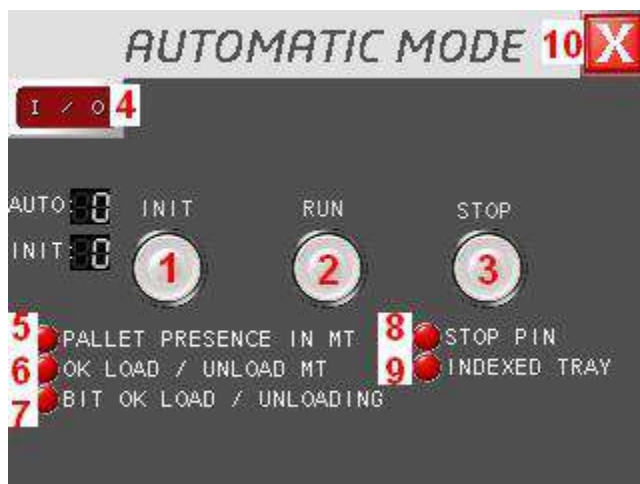 AUTOMATIC MODE 10 X
I / O 4
AUTO: 0 INIT RUN STOP
INIT: 0 1 2 3
5 PALLET PRESENCE IN MT 8 STOP PIN
6 OK LOAD / UNLOAD MT 9 INDEXED TRAY
7 BIT OK LOAD / UNLOADING